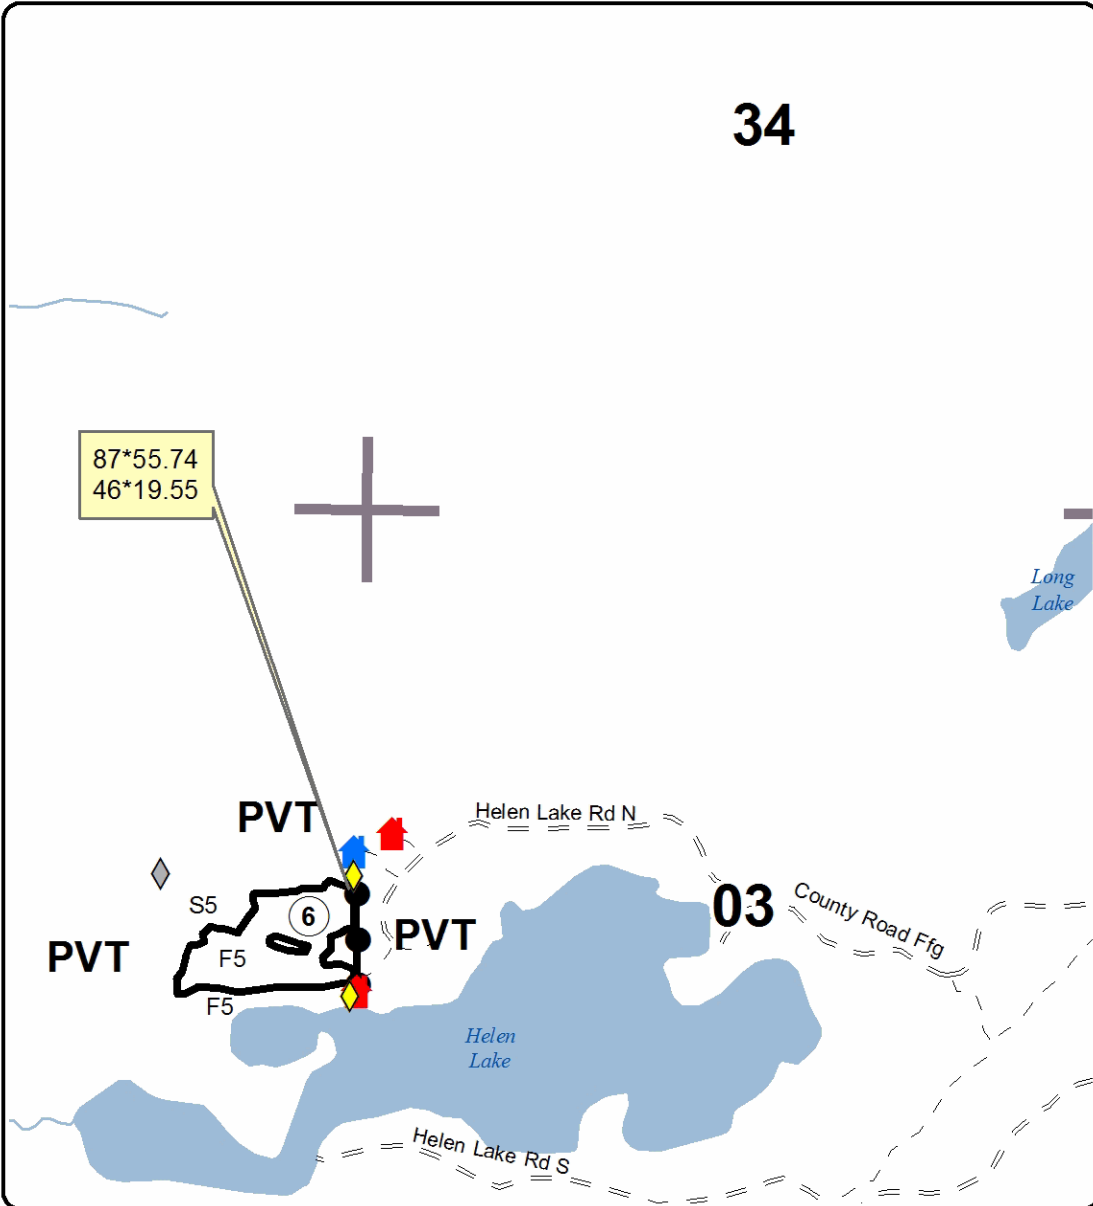 34
87*55.74
46*19.55
Long
Lake
PVT
Helen Lake Rd N
S5
6
03
County Road Ffg
PVT
PVT
F5
F5
Helen
Lake
Helen Lake Rd S